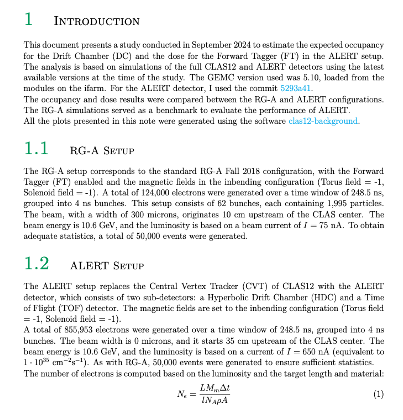 1 Introduction
This document presents a study conducted in September 2024 to estimate the expected occupancy
for the Drift Chamber (DC) and the dose for the Forward Tagger (FT) in the ALERT setup.
The analysis is based on simulations of the full CLAS12 and ALERT detectors using the latest
available versions at the time of the study. The GEMC version used was 5.10, loaded from the
modules on the ifarm. For the ALERT detector, I used the commit 5293a41.
The occupancy and dose results were compared between the RG-A and ALERT configurations.
The RG-A simulations served as a benchmark to evaluate the performance of ALERT.
All the plots presented in this note were generated using the software clas12-background.
1.1 RG-A Setup
The RG-A setup corresponds to the standard RG-A Fall 2018 configuration, with the Forward
Tagger (FT) enabled and the magnetic fields in the inbending configuration (Torus field = -1,
Solenoid field = -1). A total of 124,000 electrons were generated over a time window of 248.5 ns,
grouped into 4 ns bunches. This setup consists of 62 bunches, each containing 1,995 particles.
The beam, with a width of 300 microns, originates 10 cm upstream of the CLAS center. The
beam energy is 10.6 GeV, and the luminosity is based on a beam current of I = 75 nA. To obtain
adequate statistics, a total of 50,000 events were generated.
1.2 ALERT Setup
The ALERT setup replaces the Central Vertex Tracker (CVT) of CLAS12 with the ALERT
detector, which consists of two sub-detectors: a Hyperbolic Drift Chamber (HDC) and a Time
of Flight (TOF) detector. The magnetic fields are set to the inbending configuration (Torus field
= -1, Solenoid field = -1).
A total of 855,953 electrons were generated over a time window of 248.5 ns, grouped into 4 ns
bunches. The beam width is 0 microns, and it starts 35 cm upstream of the CLAS center. The
beam energy is 10.6 GeV, and the luminosity is based on a current of I = 650 nA (equivalent to
1 · 10³⁵ cm⁻²s⁻¹). As with RG-A, 50,000 events were generated to ensure sufficient statistics.
The number of electrons is computed based on the luminosity and the target length and material:
Nₑ = LMₘΔt / lN_AρA (1)